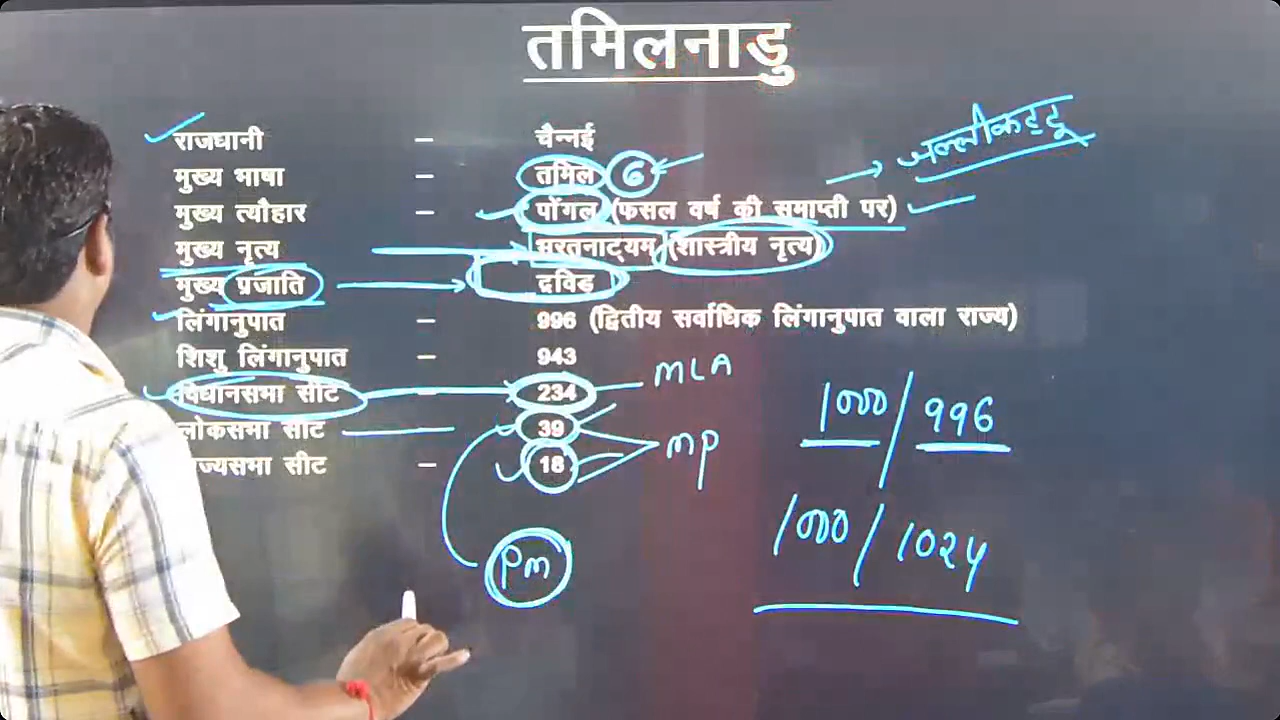 तमिलनाडु
राजधानी – चैन्नई
मुख्य भाषा – तमिल 6
जल्लीकट्टू
मुख्य त्यौहार – पोंगल (फसल वर्ष की समाप्ती पर)
मुख्य नृत्य भरतनाट्यम (शास्त्रीय नृत्य)
मुख्य प्रजाति द्रविड
लिंगानुपात – 996 (द्वितीय सर्वाधिक लिंगानुपात वाला राज्य)
शिशु लिंगानुपात – 943
विधानसभा सीट – 234 MLA
लोकसभा सीट 39
सीट – 18 mp
1000/996
1000/1024
Pm